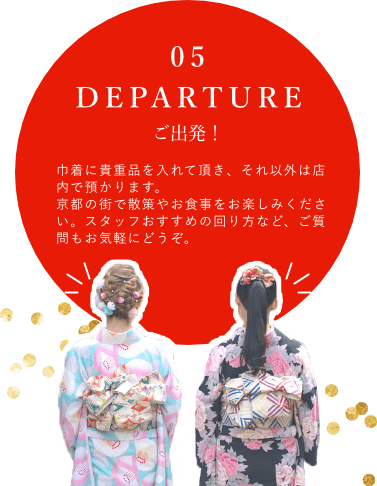 05
DEPARTURE
ご出発！
巾着に貴重品を入れて頂き、それ以外は店
内で預かります。
京都の街で散策やお食事をお楽しみくださ
い。スタッフおすすめの回り方など、ご質
問もお気軽にどうぞ。